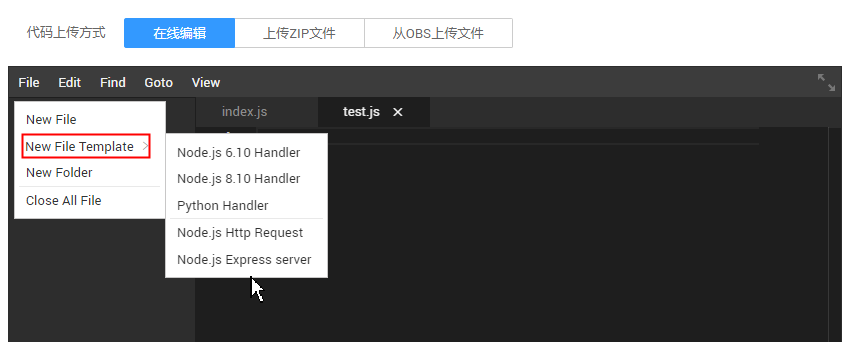 代码上传方式 在线编辑 上传ZIP文件 从OBS上传文件
File Edit Find Goto View
index.js test.js
New File
New File Template
New Folder
Close All File
Node.js 6.10 Handler
Node.js 8.10 Handler
Python Handler
Node.js Http Request
Node.js Express server